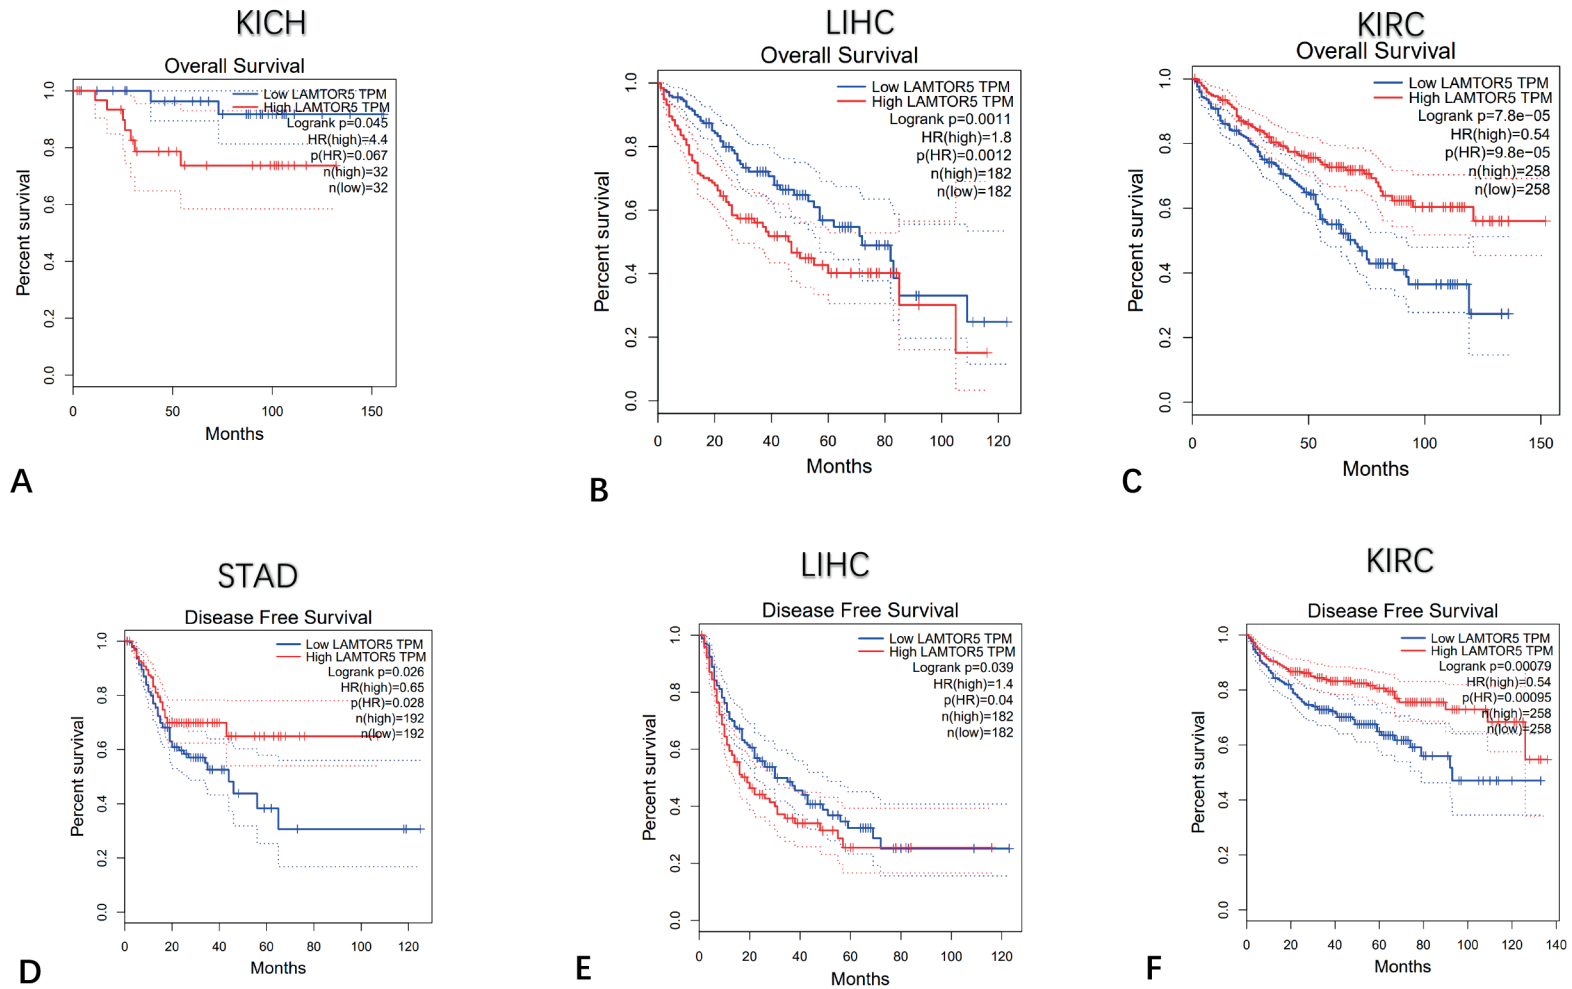 KICH
Overall Survival
Low LAMTOR5 TPM
High LAMTOR5 TPM
Logrank p=0.045
HR(high)=4.4
p(HR)=0.067
n(high)=32
n(low)=32
Percent survival
0.0 0.2 0.4 0.6 0.8 1.0
0 50 100 150
Months
A
LIHC
Overall Survival
Low LAMTOR5 TPM
High LAMTOR5 TPM
Logrank p=0.0011
HR(high)=1.8
p(HR)=0.0012
n(high)=182
n(low)=182
Percent survival
0.0 0.2 0.4 0.6 0.8 1.0
0 20 40 60 80 100 120
Months
B
KIRC
Overall Survival
Low LAMTOR5 TPM
High LAMTOR5 TPM
Logrank p=7.8e−05
HR(high)=0.54
p(HR)=9.8e−05
n(high)=258
n(low)=258
Percent survival
0.0 0.2 0.4 0.6 0.8 1.0
0 50 100 150
Months
C
STAD
Disease Free Survival
Low LAMTOR5 TPM
High LAMTOR5 TPM
Logrank p=0.026
HR(high)=0.65
p(HR)=0.028
n(high)=192
n(low)=192
Percent survival
0.0 0.2 0.4 0.6 0.8 1.0
0 20 40 60 80 100 120
Months
D
LIHC
Disease Free Survival
Low LAMTOR5 TPM
High LAMTOR5 TPM
Logrank p=0.039
HR(high)=1.4
p(HR)=0.04
n(high)=182
n(low)=182
Percent survival
0.0 0.2 0.4 0.6 0.8 1.0
0 20 40 60 80 100 120
Months
E
KIRC
Disease Free Survival
Low LAMTOR5 TPM
High LAMTOR5 TPM
Logrank p=0.00079
HR(high)=0.54
p(HR)=0.00095
n(high)=258
n(low)=258
Percent survival
0.0 0.2 0.4 0.6 0.8 1.0
0 20 40 60 80 100 120 140
Months
F